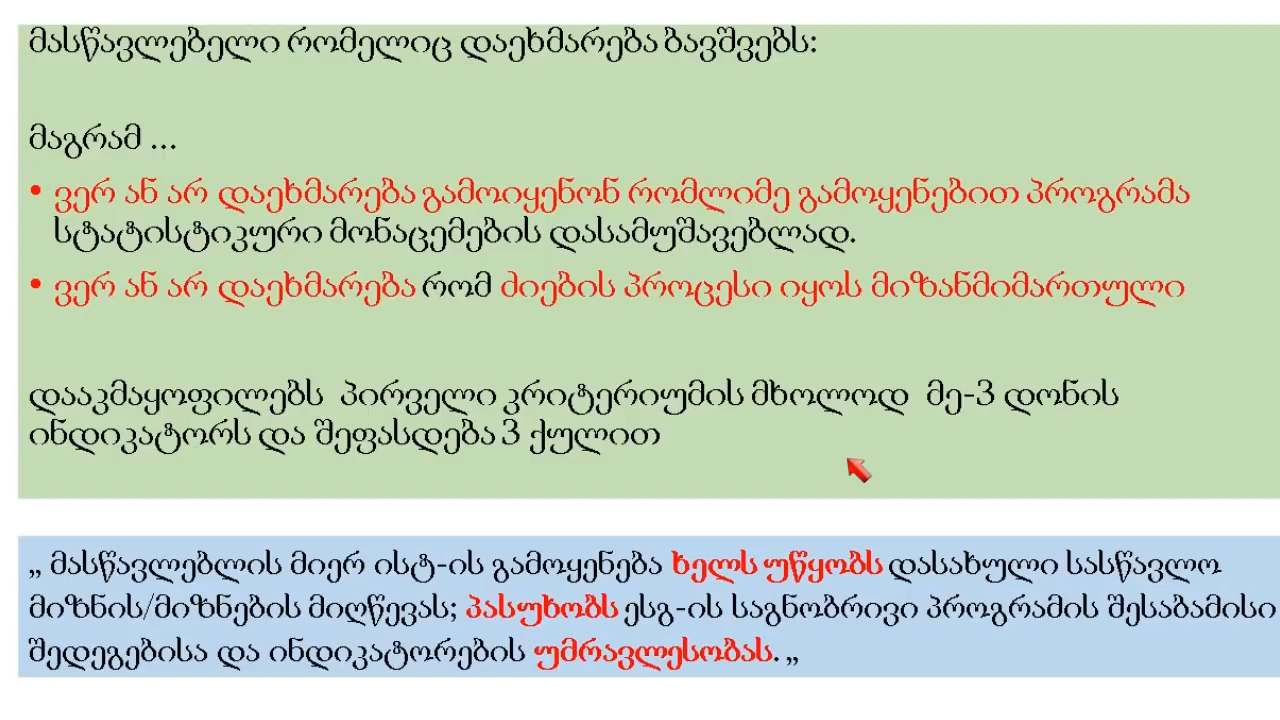 მასწავლებელი რომელიც დაეხმარება ბავშვებს:
მაგრამ ...
• ვერ ან არ დაეხმარება გამოიყენონ რომლიმე გამოყენებით პროგრამა
სტატისტიკური მონაცემების დასამუშავებლად.
• ვერ ან არ დაეხმარება რომ ძიების პროცესი იყოს მიზანმიმართული
დააკმაყოფილებს პირველი კრიტერიუმის მხოლოდ მე-3 დონის
ინდიკატორს და შეფასდება 3 ქულით
„ მასწავლებლის მიერ ისტ-ის გამოყენება ხელს უწყობს დასახული სასწავლო
მიზნის/მიზნების მიღწევას; პასუხობს ესგ-ის საგნობრივი პროგრამის შესაბამისი
შედეგებისა და ინდიკატორების უმრავლესობას. „